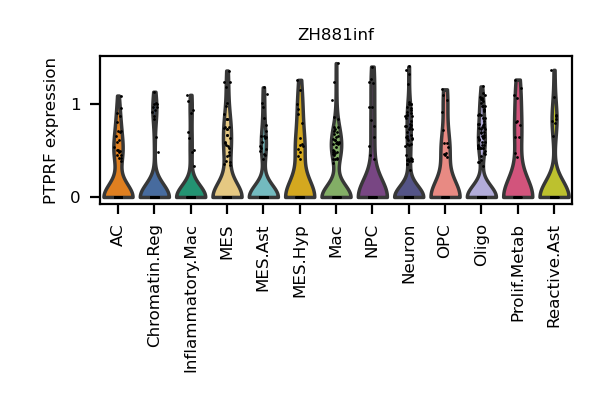 ZH881inf
PTPRF expression
1
0
AC
Chromatin.Reg
Inflammatory.Mac
MES
MES.Ast
MES.Hyp
Mac
NPC
Neuron
OPC
Oligo
Prolif.Metab
Reactive.Ast